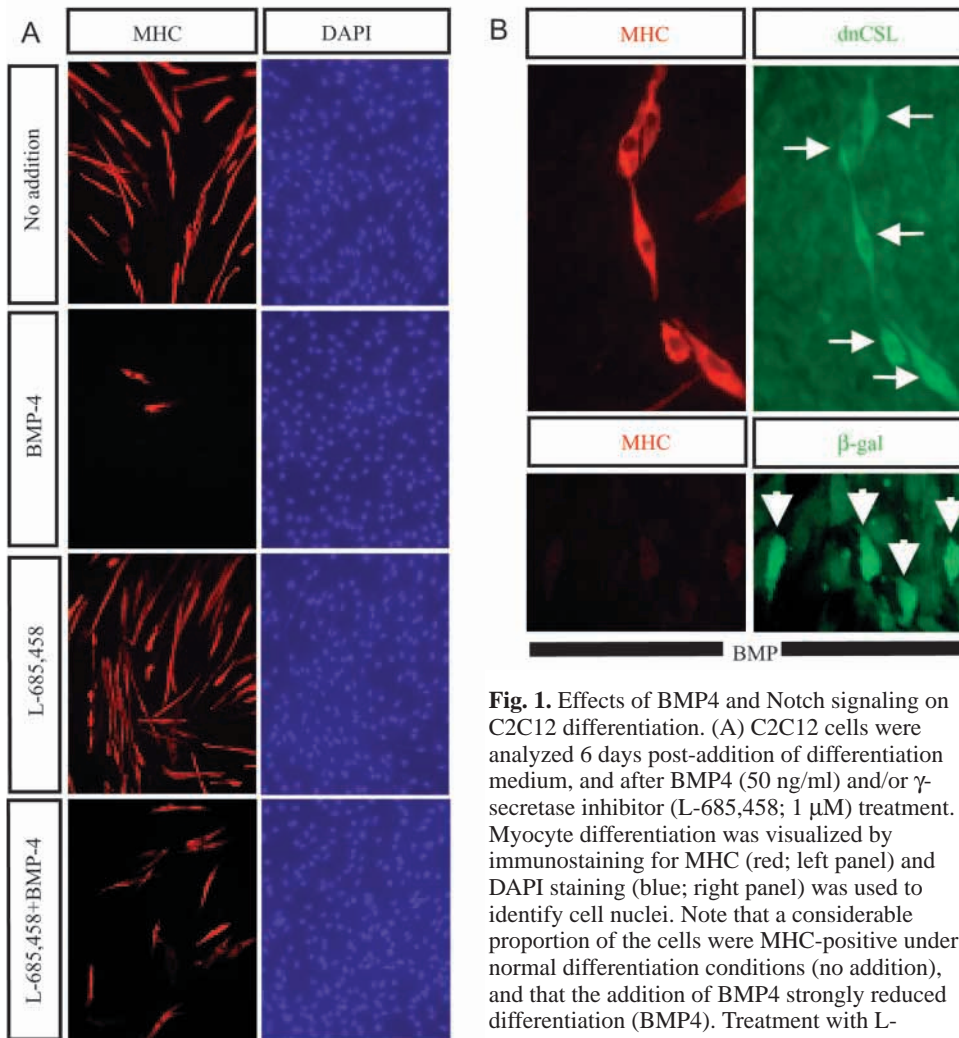 A
MHC
DAPI
No addition
BMP-4
L-685,458
L-685,458+BMP-4
B
MHC
dnCSL
MHC
β-gal
BMP
Fig. 1. Effects of BMP4 and Notch signaling on
C2C12 differentiation. (A) C2C12 cells were
analyzed 6 days post-addition of differentiation
medium, and after BMP4 (50 ng/ml) and/or γ-
secretase inhibitor (L-685,458; 1 μM) treatment.
Myocyte differentiation was visualized by
immunostaining for MHC (red; left panel) and
DAPI staining (blue; right panel) was used to
identify cell nuclei. Note that a considerable
proportion of the cells were MHC-positive under
normal differentiation conditions (no addition),
and that the addition of BMP4 strongly reduced
differentiation (BMP4). Treatment with L-